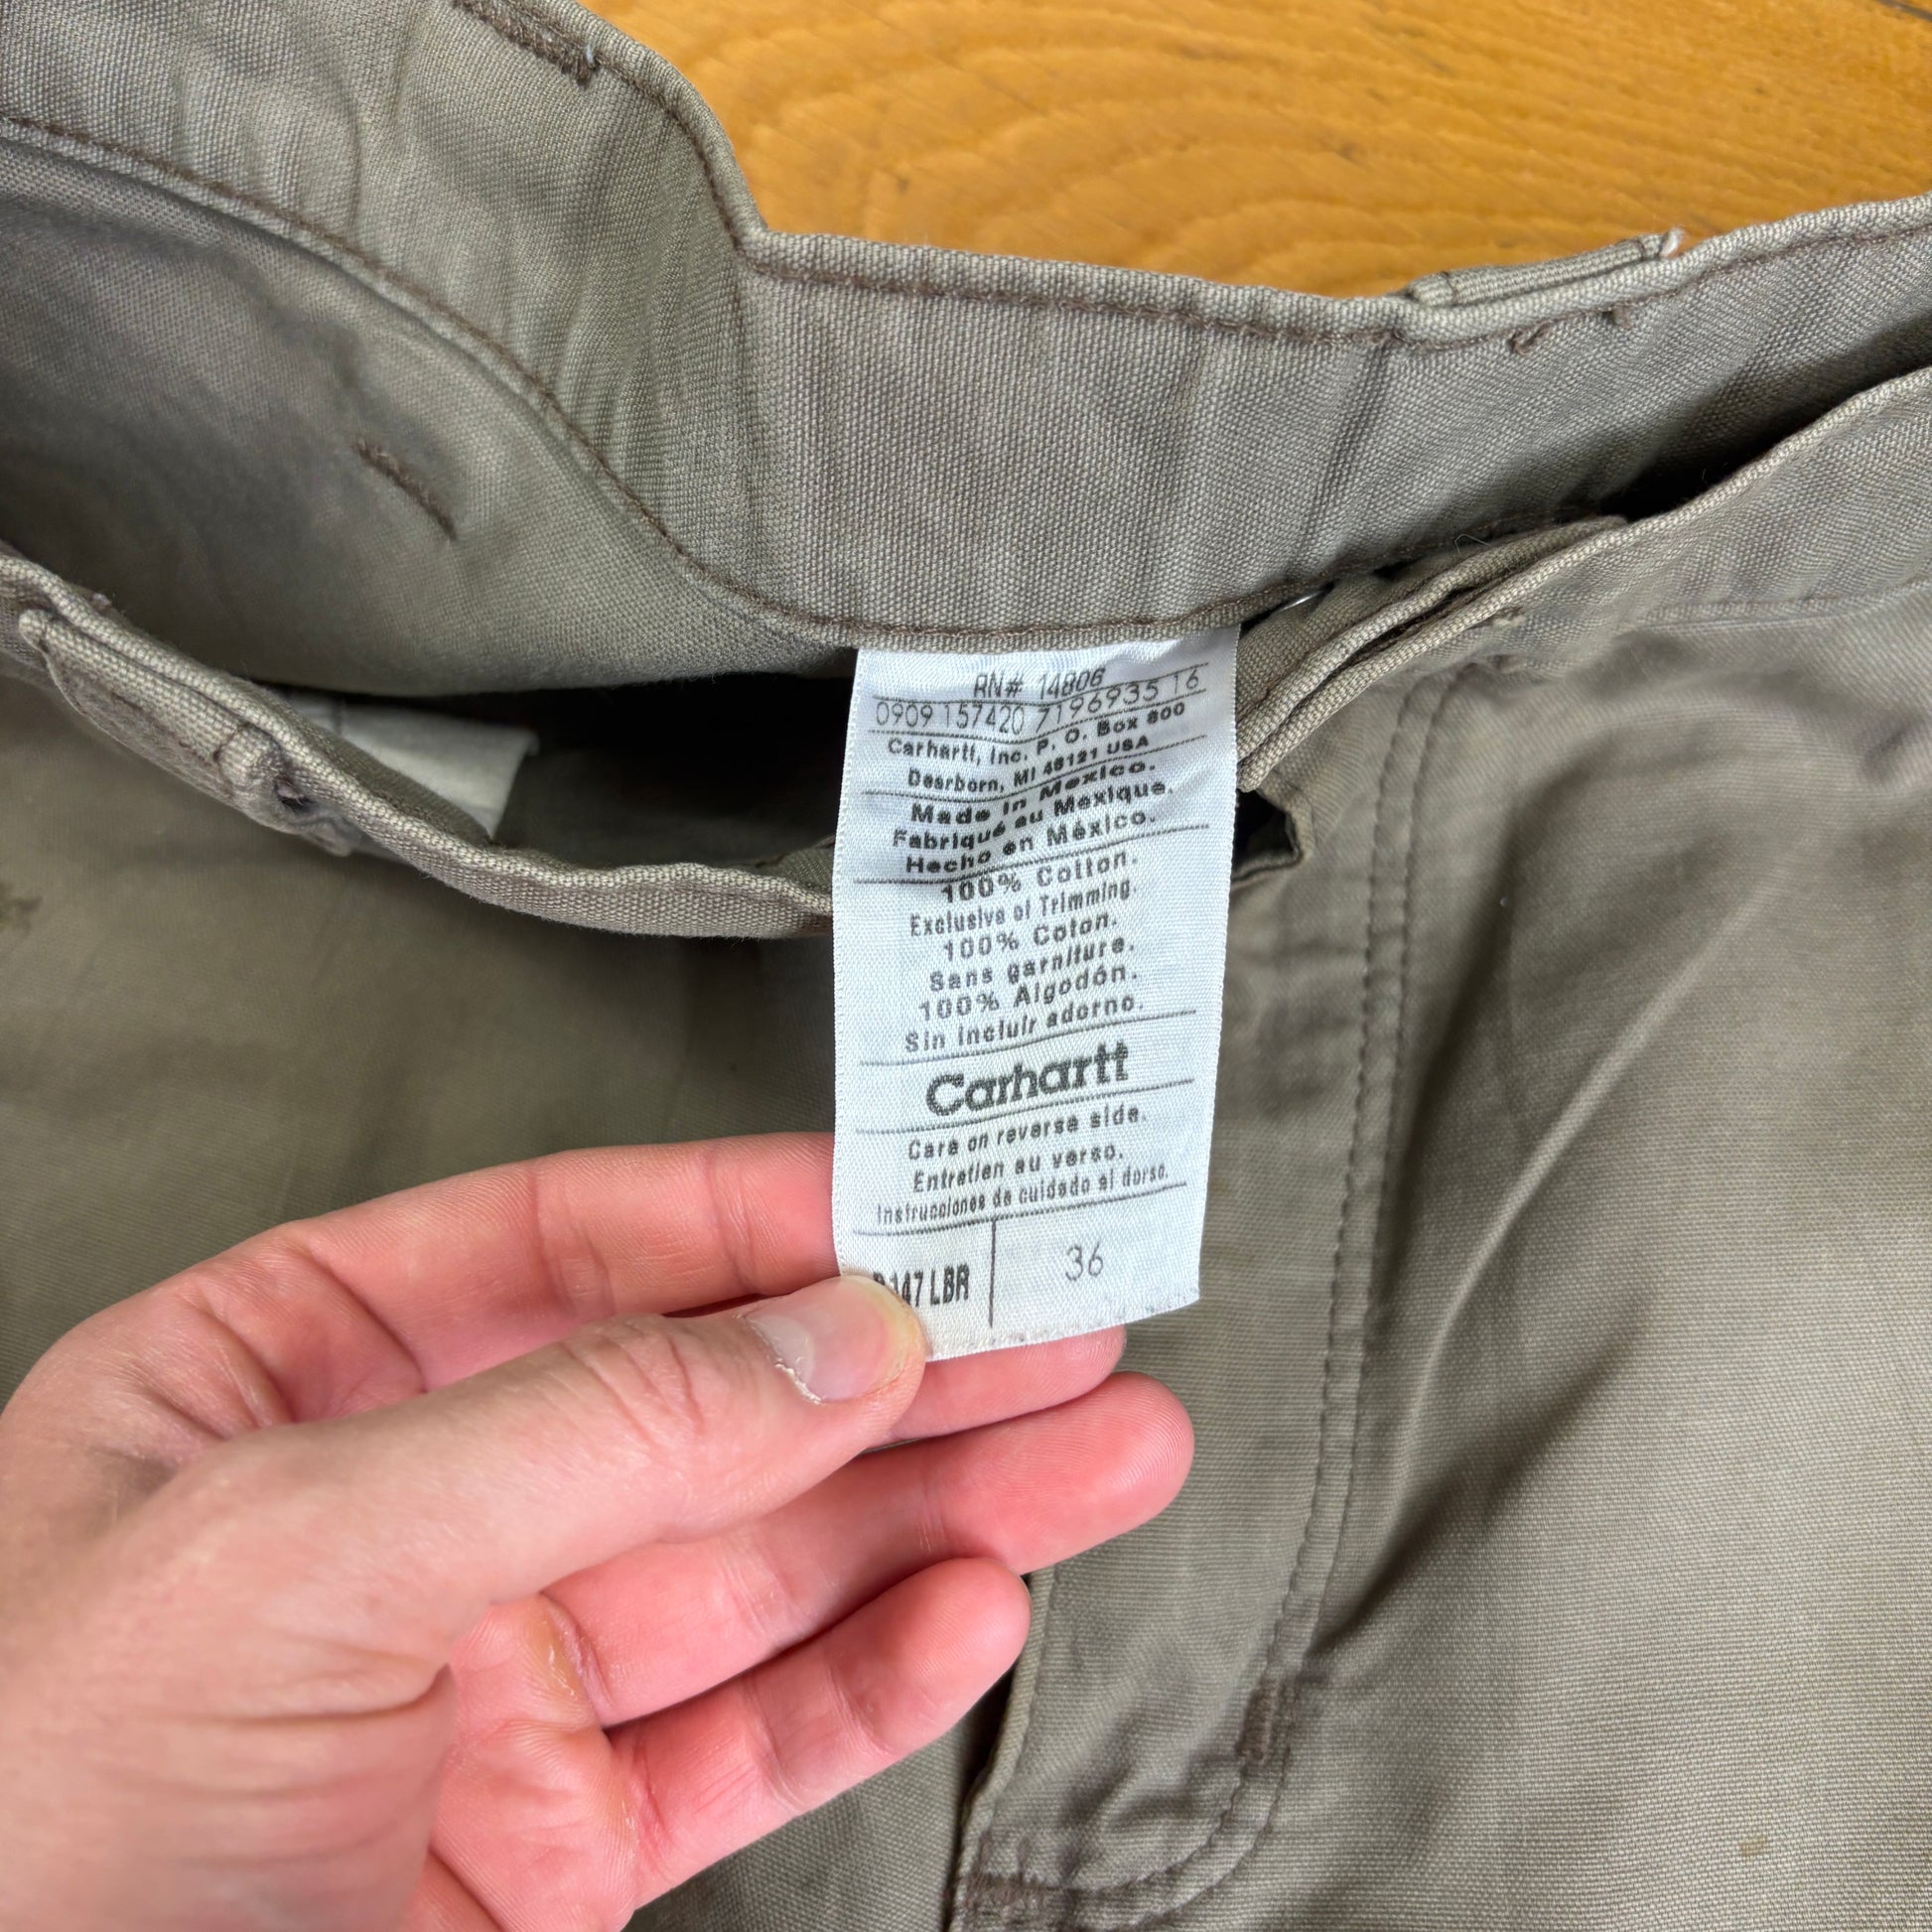 RN# 14806
0909 157420 7196935 16
Carhartt, Inc. P. O. Box 600
Dearborn, MI 48121 USA
Made in Mexico.
Fabriqué au Mexique.
Hecho en México.
100% Cotton.
Exclusive of Trimming.
100% Coton.
Sans garniture.
100% Algodón.
Sin incluir adorno.
Carhartt
Care on reverse side.
Entretien au verso.
Instrucciones de cuidado al dorso.
LBR 36